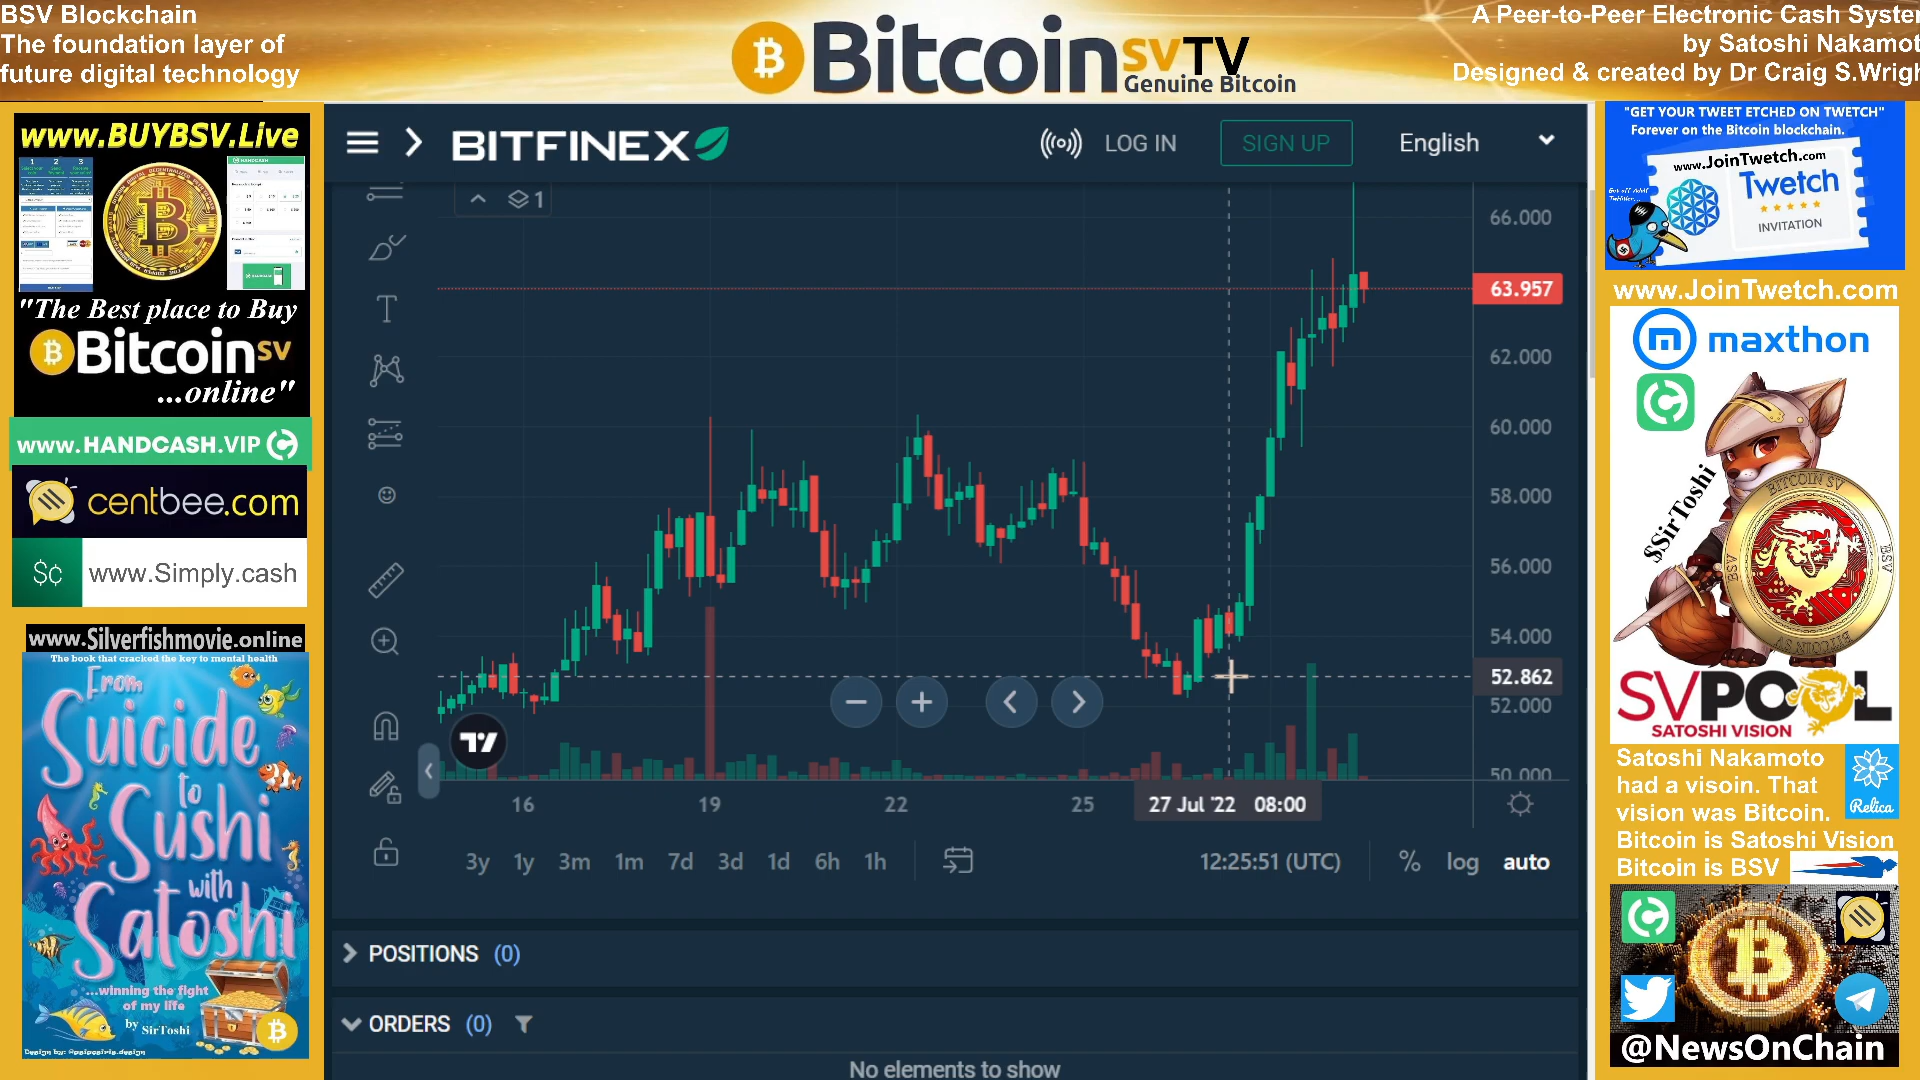 BSV Blockchain
The foundation layer of
future digital technology
Bitcoin SV TV
Genuine Bitcoin
A Peer-to-Peer Electronic Cash System
by Satoshi Nakamot
Designed & created by Dr Craig S.Wrigh
www.BUYBSV.Live
"The Best place to Buy
Bitcoin SV
...online"
www.HANDCASH.VIP
centbee.com
$¢ www.Simply.cash
www.Silverfishmovie.online
The book that cracked the key to mental health
From
Suicide
to
Sushi
with
Satoshi
...winning the fight
of my life
by SirToshi
BITFINEX
LOG IN
SIGN UP
English
1
66.000
63.957
62.000
60.000
58.000
56.000
54.000
52.862
52.000
50.000
16
19
22
25
27 Jul '22 08:00
3y 1y 3m 1m 7d 3d 1d 6h 1h
12:25:51 (UTC)
% log auto
POSITIONS (0)
ORDERS (0)
No elements to show
"GET YOUR TWEET ETCHED ON TWETCH"
Forever on the Bitcoin blockchain.
www.JoinTwetch.com
Twetch
INVITATION
www.JoinTwetch.com
maxthon
$SirToshi
BITCOIN SV
BSV
BSV
SVPOOL
SATOSHI VISION
Satoshi Nakamoto
had a visoin. That
vision was Bitcoin.
Relica
Bitcoin is Satoshi Vision
Bitcoin is BSV
@NewsOnChain